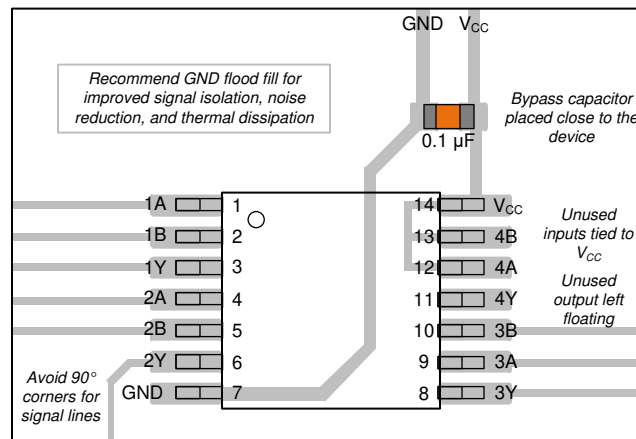 GND VCC
Recommend GND flood fill for
improved signal isolation, noise
reduction, and thermal dissipation
Bypass capacitor
placed close to the
device
0.1 µF
1A 1 14 VCC
1B 2 13 4B
1Y 3 12 4A
2A 4 11 4Y
2B 5 10 3B
2Y 6 9 3A
GND 7 8 3Y
Unused
inputs tied to
VCC
Unused
output left
floating
Avoid 90°
corners for
signal lines